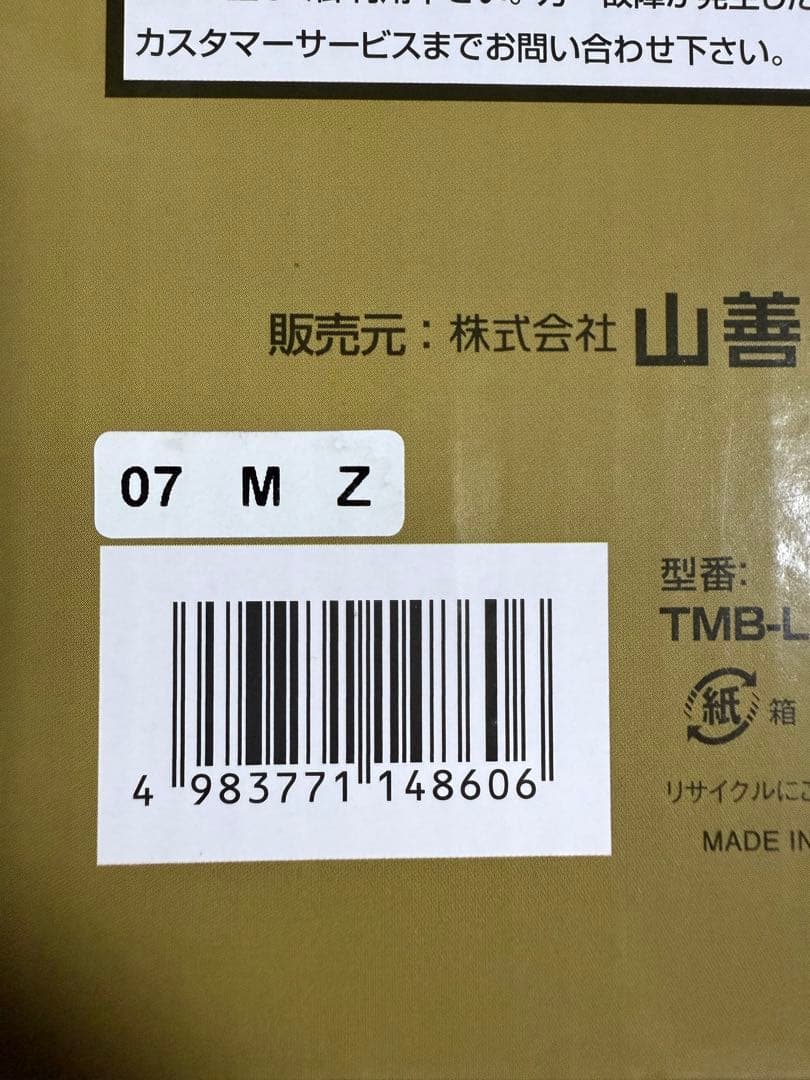 カスタマーサービスまでお問い合わせ下さい。
販売元：株式会社 山善
07 M Z
4 983771 148606
型番:
TMB-L
紙 箱
リサイクルにご
MADE IN